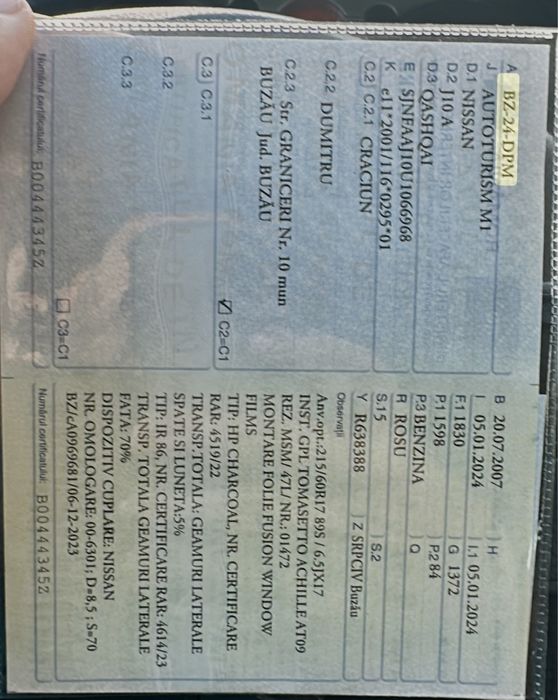 A BZ-24-DPM
J AUTOTURISM M1
D.1 NISSAN
D.2 J10 A
D.3 QASHQAI
E SJNFAAJ10U1066968
K e11*2001/116*0295*01
C.2 C.2.1 CRACIUN
C.2.2 DUMITRU
C.2.3 Str. GRANICERI Nr. 10 mun
BUZĂU Jud. BUZĂU
☑ C2=C1
C.3 C.3.1
C.3.2
C.3.3
☐ C3=C1
Numărul certificatului: B00444345Z
B 20.07.2007 H
I 05.01.2024 I.1 05.01.2024
F.1 1830 G 1372
P.1 1598 P.2 84
P.3 BENZINA Q
R ROSU
S.1 5 S.2
Y R638388 Z SRPCIV Buzău
Observații
Anv.opt.:215/60R17 89S / 6.5JX17
INST. GPL TOMASETTO ACHILLE AT09
REZ. MSM/ 47L/ NR.: 01472
MONTARE FOLIE FUSION WINDOW
FILMS
TIP: HP CHARCOAL, NR. CERTIFICARE
RAR: 4519/22
TRANSP.TOTALA: GEAMURI LATERALE
SPATE SI LUNETA:5%
TIP: IR 86, NR. CERTIFICARE RAR: 4614/23
TRANSP. TOTALA GEAMURI LATERALE
FATA: 70%
DISPOZITIV CUPLARE: NISSAN
NR. OMOLOGARE: 00-6301; D=8,5 ; S=70
BZ/cA0969681/06-12-2023
Numărul certificatului: B00444345Z